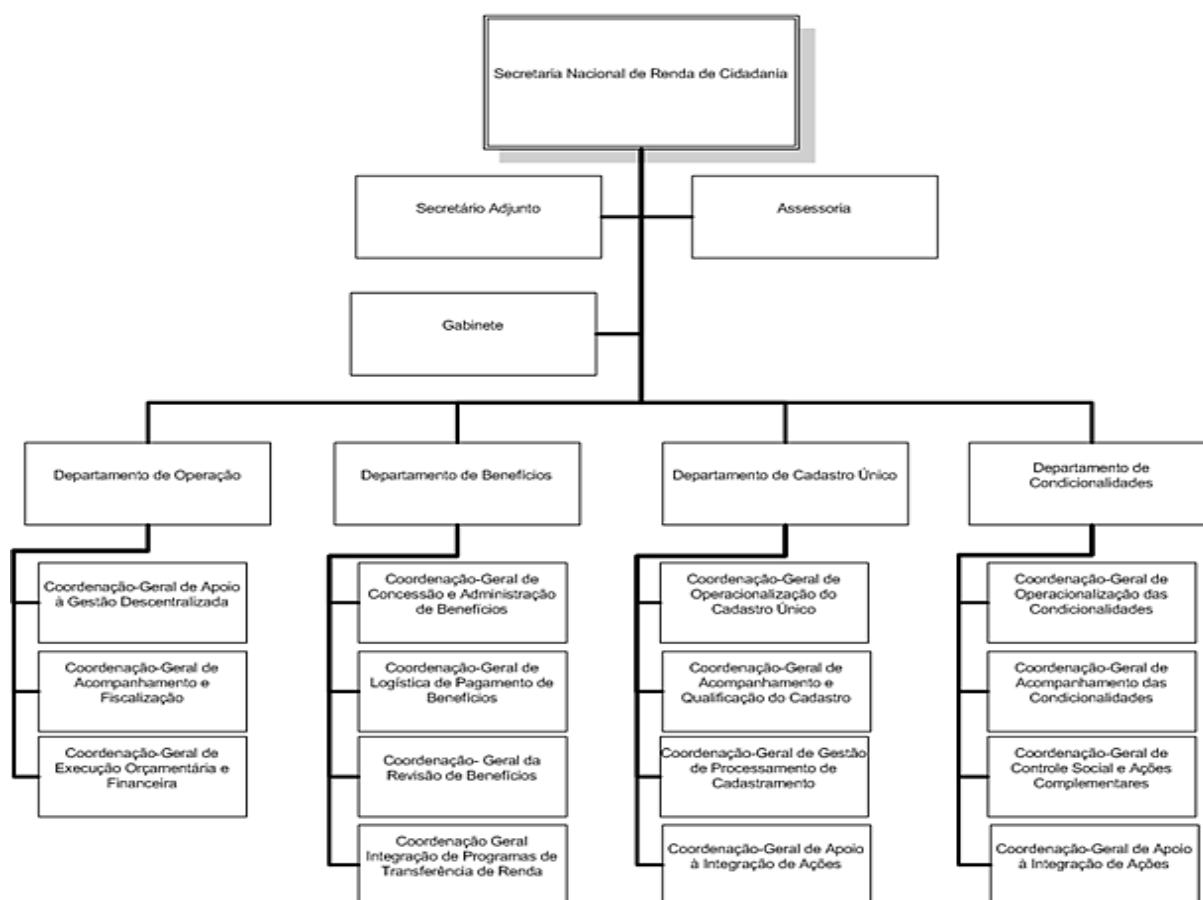 Secretaria Nacional de Renda de Cidadania
Secretário Adjunto
Assessoria
Gabinete
Departamento de Operação
Departamento de Benefícios
Departamento de Cadastro Único
Departamento de
Condicionalidades
Coordenação-Geral de Apoio
à Gestão Descentralizada
Coordenação-Geral de
Acompanhamento e
Fiscalização
Coordenação-Geral de
Execução Orçamentária e
Financeira
Coordenação-Geral de
Concessão e Administração
de Benefícios
Coordenação-Geral de
Logística de Pagamento de
Benefícios
Coordenação- Geral da
Revisão de Benefícios
Coordenação Geral
Integração de Programas de
Transferência de Renda
Coordenação-Geral de
Operacionalização do
Cadastro Único
Coordenação-Geral de
Acompanhamento e
Qualificação do Cadastro
Coordenação-Geral de Gestão
de Processamento de
Cadastramento
Coordenação-Geral de Apoio
à Integração de Ações
Coordenação-Geral de
Operacionalização das
Condicionalidades
Coordenação-Geral de
Acompanhamento das
Condicionalidades
Coordenação-Geral de
Controle Social e Ações
Complementares
Coordenação-Geral de Apoio
à Integração de Ações